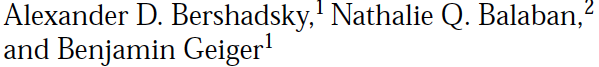 Alexander D. Bershadsky,¹ Nathalie Q. Balaban,²
and Benjamin Geiger¹